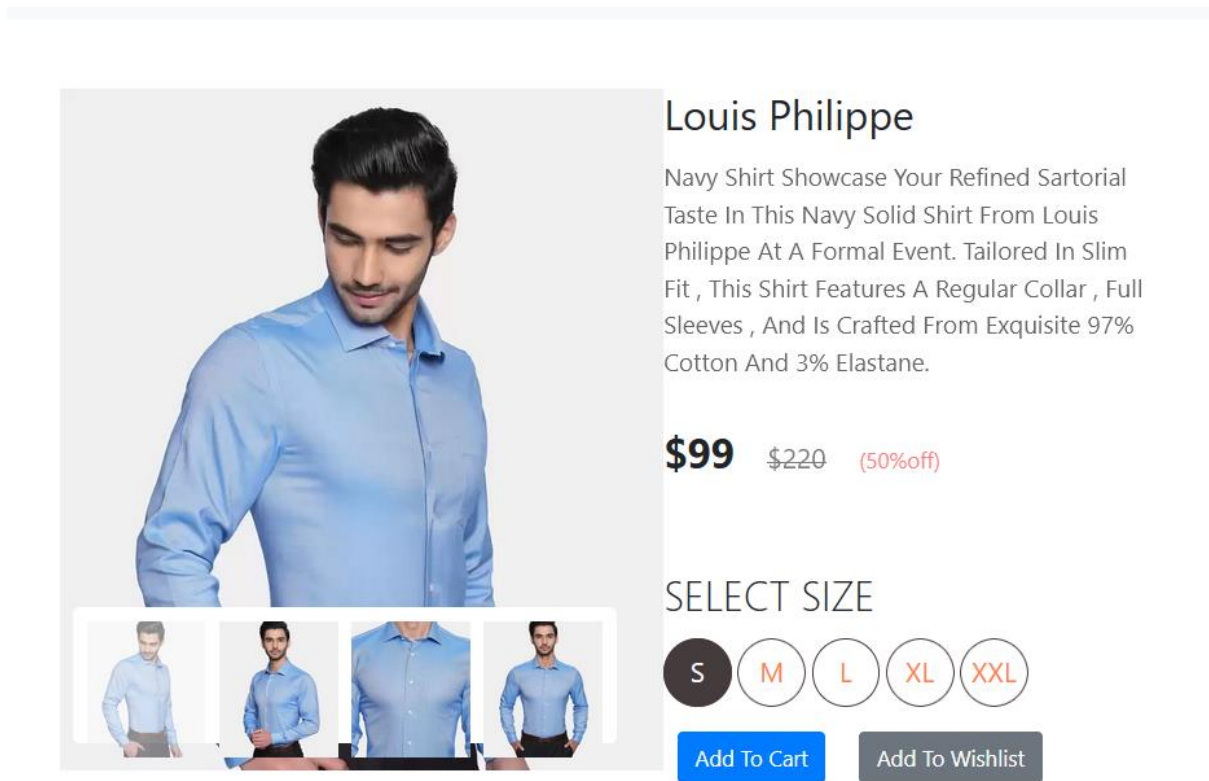 Louis Philippe
Navy Shirt Showcase Your Refined Sartorial
Taste In This Navy Solid Shirt From Louis
Philippe At A Formal Event. Tailored In Slim
Fit , This Shirt Features A Regular Collar , Full
Sleeves , And Is Crafted From Exquisite 97%
Cotton And 3% Elastane.
$99 $220 (50%off)
SELECT SIZE
S M L XL XXL
Add To Cart Add To Wishlist